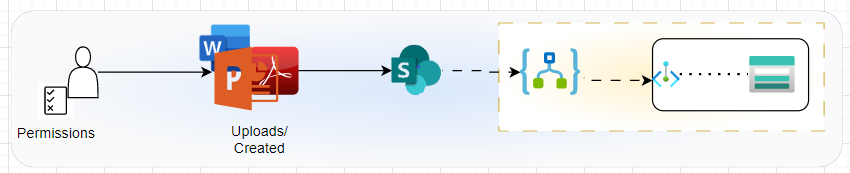 W
P
S
Permissions
Uploads/
Created